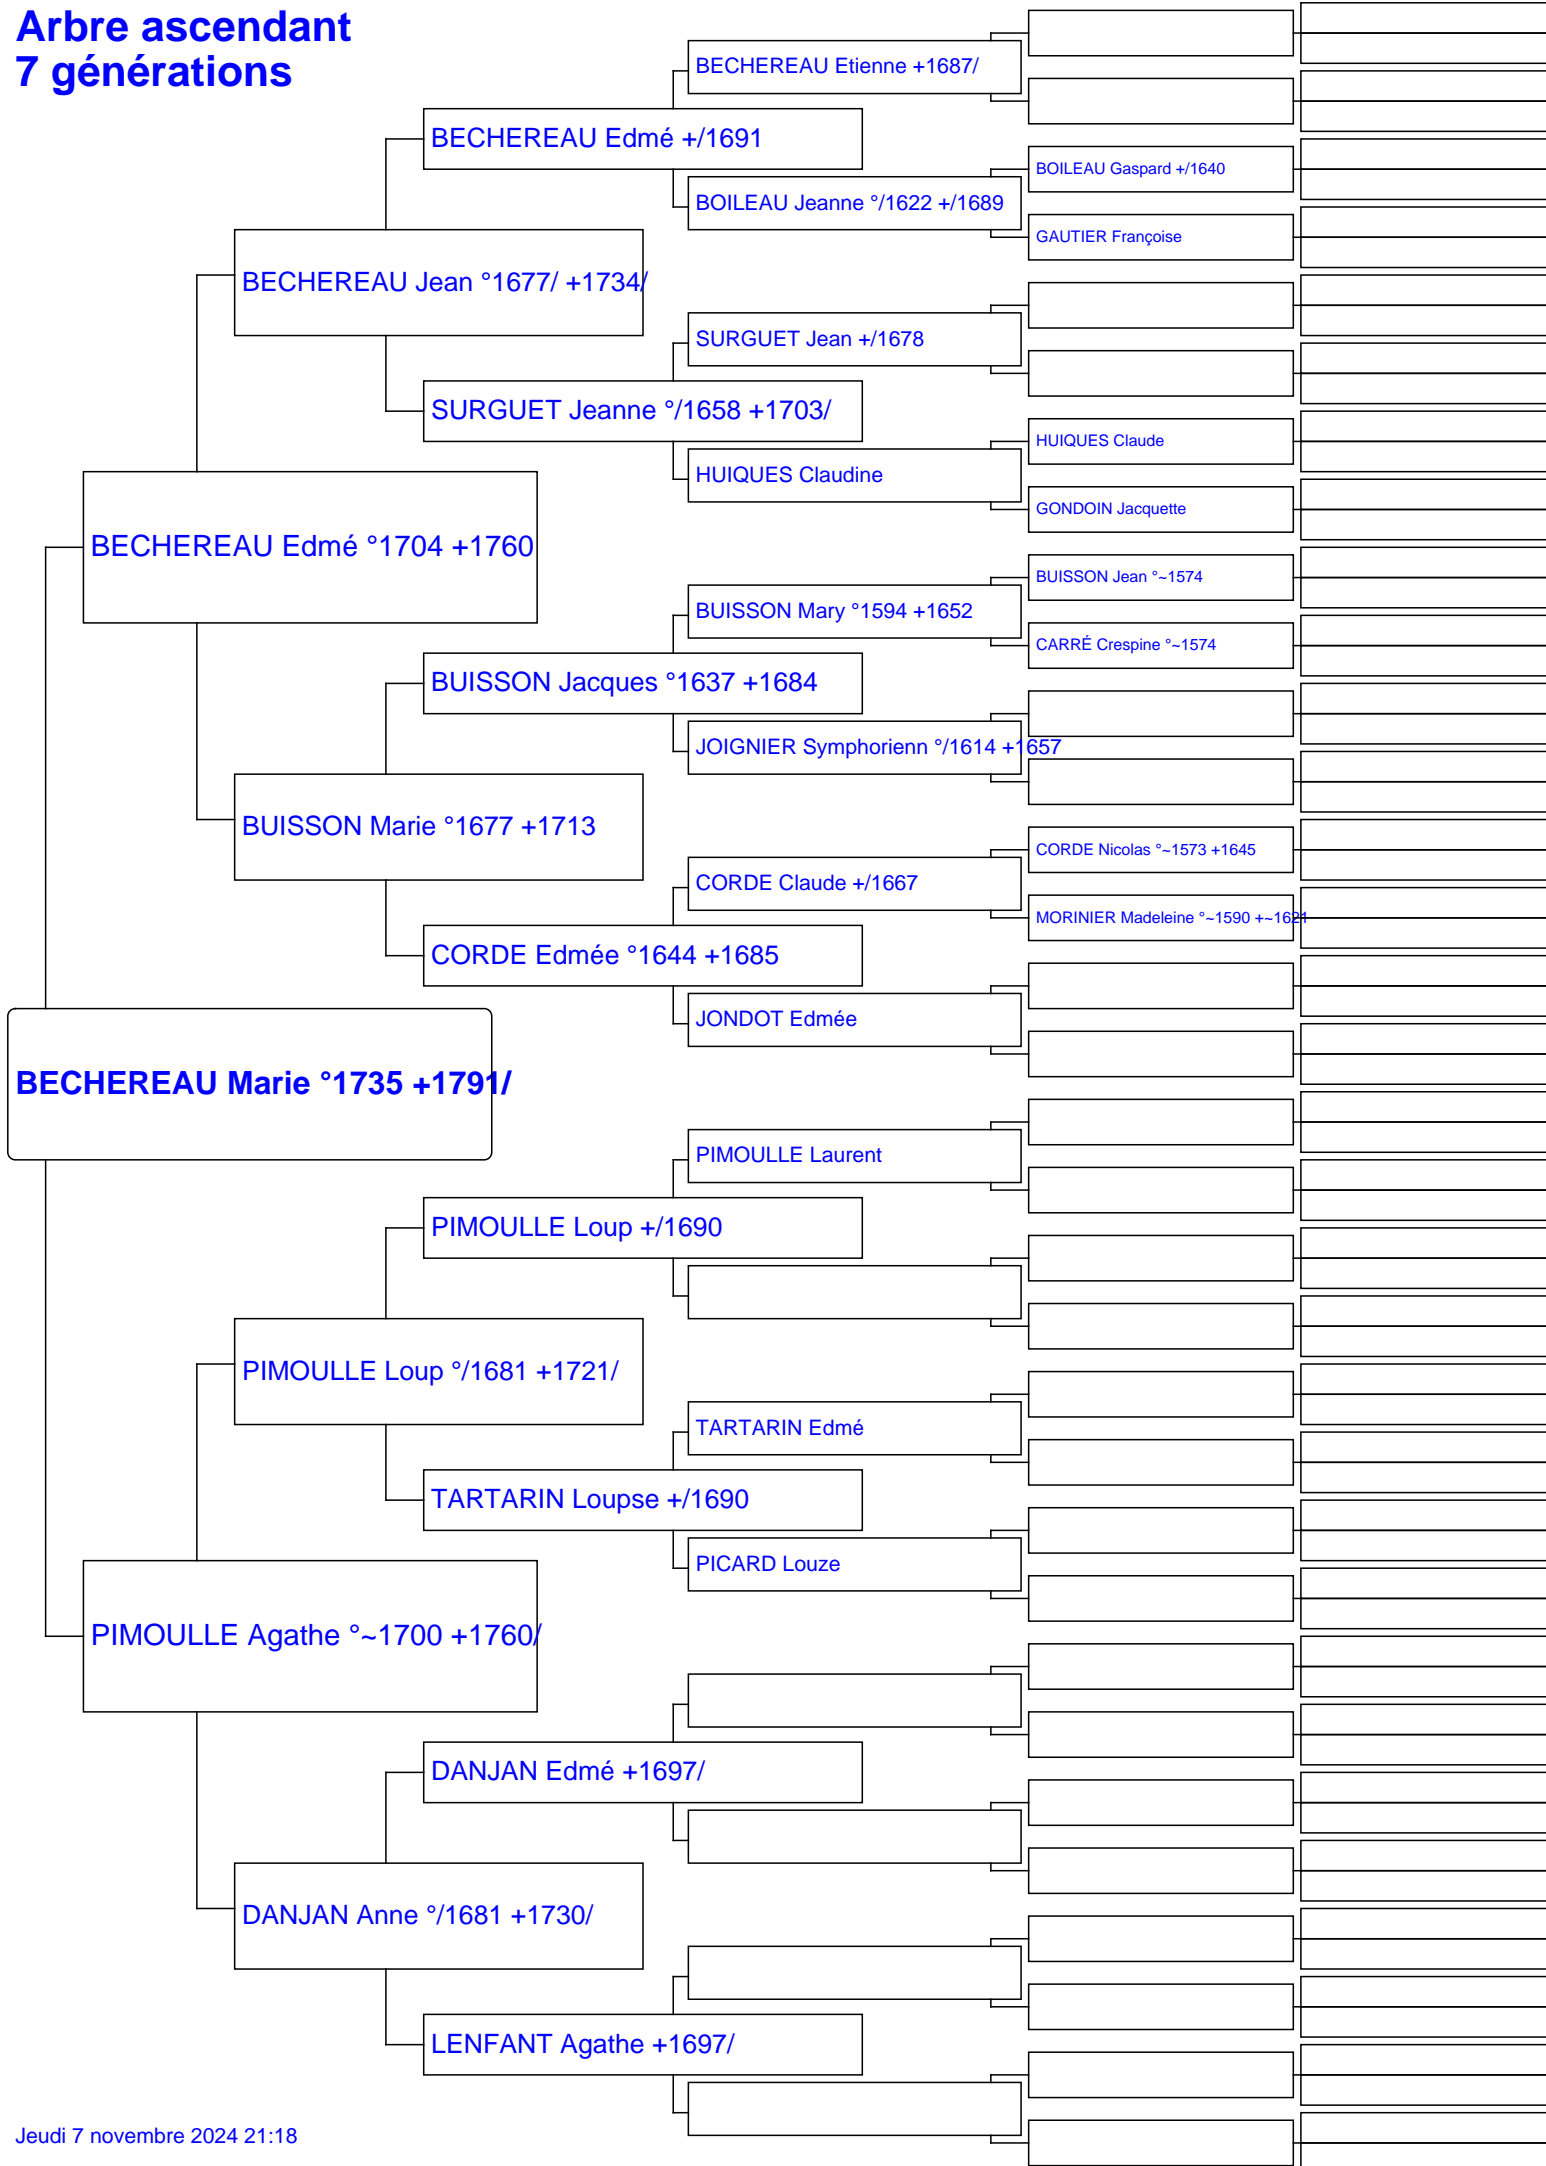 Arbre ascendant
7 générations
BECHEREAU Etienne +1687/
BECHEREAU Edmé +/1691
BOILEAU Gaspard +/1640
BOILEAU Jeanne °/1622 +/1689
GAUTIER Françoise
BECHEREAU Jean °1677/ +1734/
SURGUET Jean +/1678
SURGUET Jeanne °/1658 +1703/
HUIQUES Claude
HUIQUES Claudine
GONDOIN Jacquette
BECHEREAU Edmé °1704 +1760
BUISSON Jean °~1574
BUISSON Mary °1594 +1652
CARRÉ Crespine °~1574
BUISSON Jacques °1637 +1684
JOIGNIER Symphorienn °/1614 +1657
BUISSON Marie °1677 +1713
CORDE Nicolas °~1573 +1645
CORDE Claude +/1667
MORINIER Madeleine °~1590 +~1621
CORDE Edmée °1644 +1685
JONDOT Edmée
BECHEREAU Marie °1735 +1791/
PIMOULLE Laurent
PIMOULLE Loup +/1690
PIMOULLE Loup °/1681 +1721/
TARTARIN Edmé
TARTARIN Loupse +/1690
PICARD Louze
PIMOULLE Agathe °~1700 +1760/
DANJAN Edmé +1697/
DANJAN Anne °/1681 +1730/
LENFANT Agathe +1697/
Jeudi 7 novembre 2024 21:18